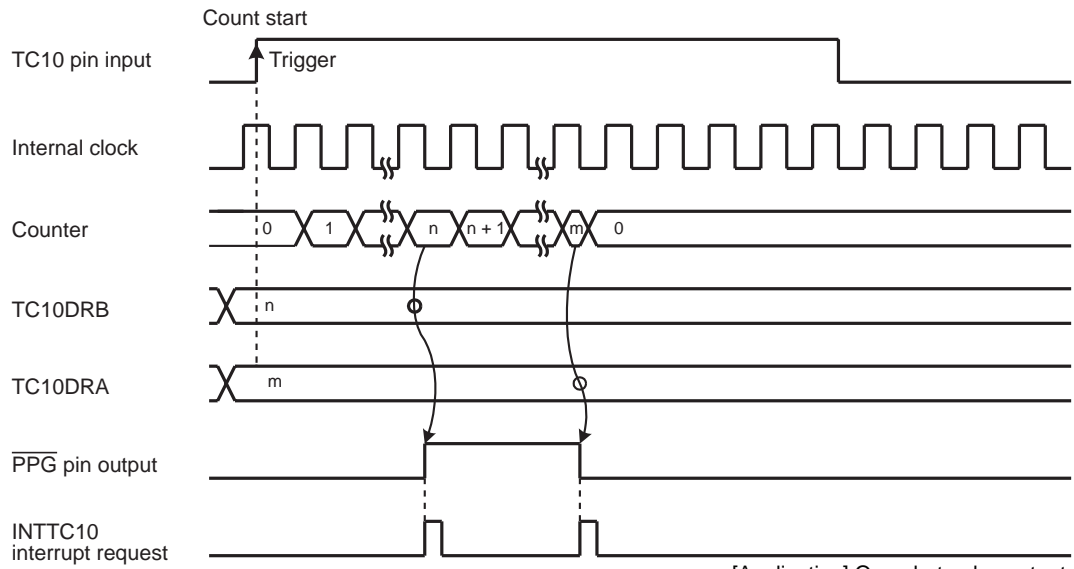 Count start
TC10 pin input
Trigger
Internal clock
Counter
0 1 n n + 1 m 0
TC10DRB
n
TC10DRA
m
PPG pin output
INTTC10
interrupt request